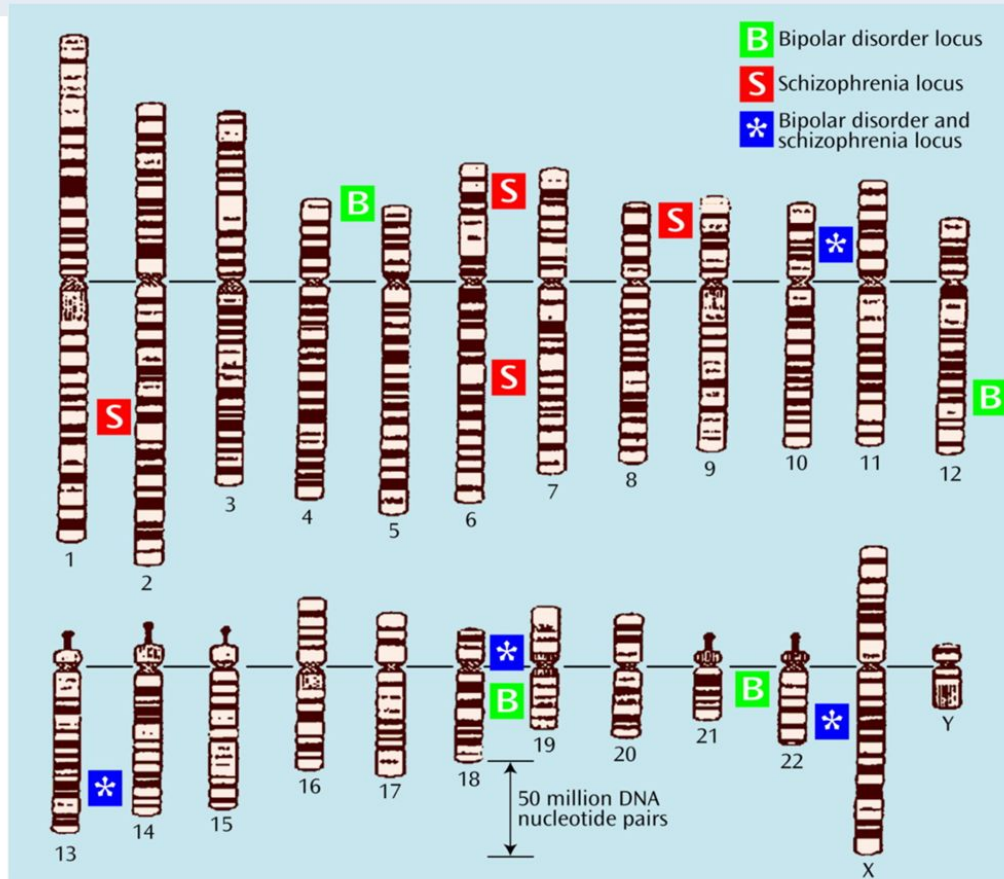 B Bipolar disorder locus
S Schizophrenia locus
* Bipolar disorder and
schizophrenia locus
B
S
S
*
S
S
B
1
2
3
4
5
6
7
8
9
10
11
12
*
B
B
*
*
13
14
15
16
17
18
19
20
21
22
X
Y
50 million DNA
nucleotide pairs